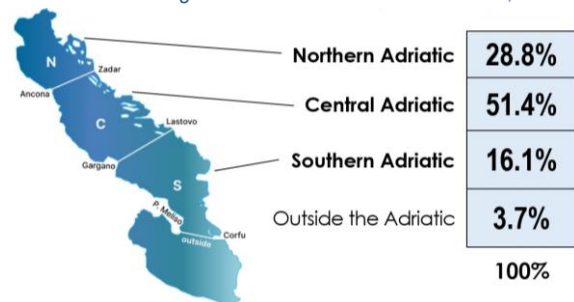 Northern Adriatic 28.8%
Central Adriatic 51.4%
Southern Adriatic 16.1%
Outside the Adriatic 3.7%
100%
N
Zadar
Ancona
C
Lastovo
Gargano
S
P. Meliso
outside
Corfu